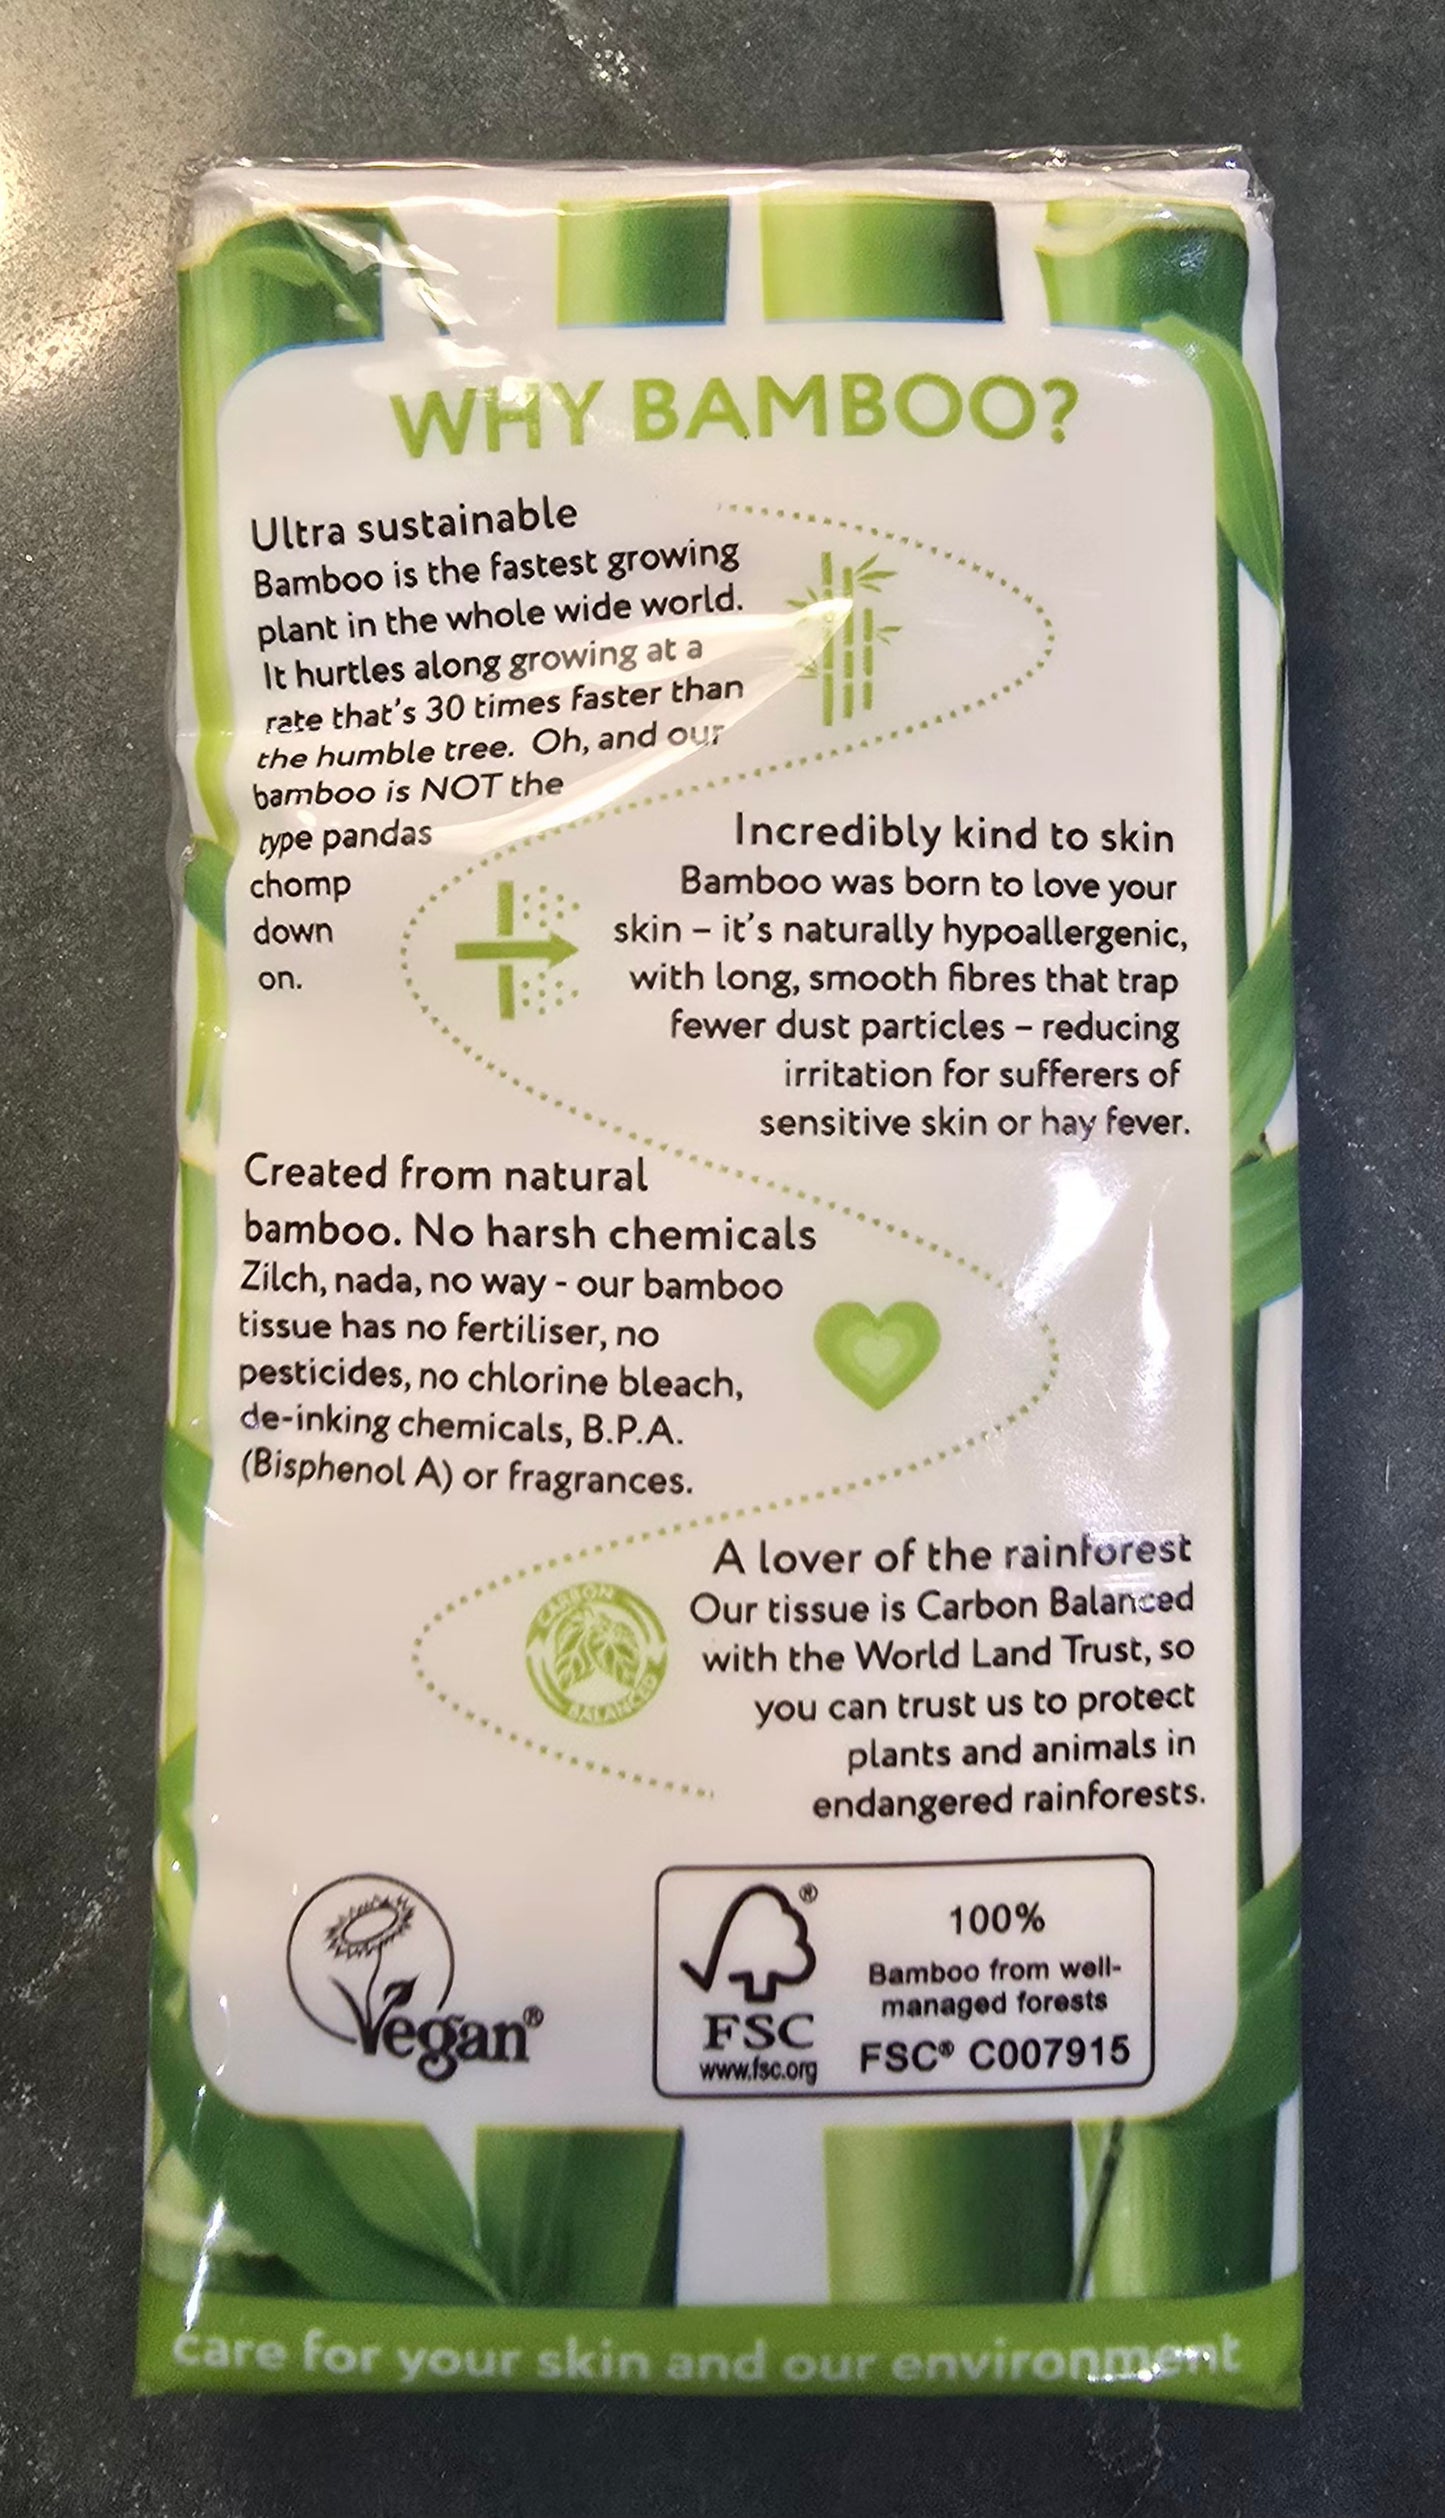 WHY BAMBOO?
Ultra sustainable
Bamboo is the fastest growing
plant in the whole wide world.
It hurtles along growing at a
rate that's 30 times faster than
the humble tree. Oh, and our
bamboo is NOT the
type pandas
chomp
down
on.
Incredibly kind to skin
Bamboo was born to love your
skin – it's naturally hypoallergenic,
with long, smooth fibres that trap
fewer dust particles – reducing
irritation for sufferers of
sensitive skin or hay fever.
Created from natural
bamboo. No harsh chemicals
Zilch, nada, no way - our bamboo
tissue has no fertiliser, no
pesticides, no chlorine bleach,
de-inking chemicals, B.P.A.
(Bisphenol A) or fragrances.
A lover of the rainforest
Our tissue is Carbon Balanced
with the World Land Trust, so
you can trust us to protect
plants and animals in
endangered rainforests.
CARBON
BALANCED
Vegan®
®
FSC
www.fsc.org
100%
Bamboo from well-
managed forests
FSC® C007915
care for your skin and our environment